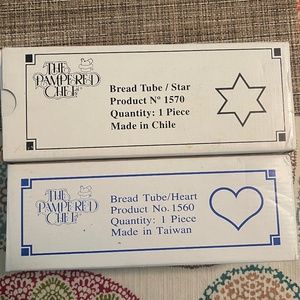 THE
PAMPERED
CHEF
Bread Tube / Star
Product Nº 1570
Quantity: 1 Piece
Made in Chile
THE
PAMPERED
CHEF
Bread Tube/Heart
Product No. 1560
Quantity: 1 Piece
Made in Taiwan